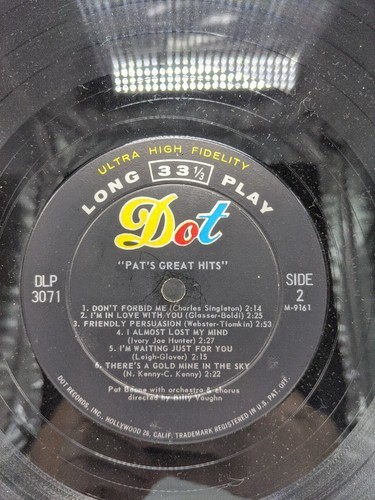 ULTRA HIGH FIDELITY
LONG 33 1/3 PLAY
Dot
"PAT'S GREAT HITS"
DLP
3071
SIDE
2
M-9161
1. DON'T FORBID ME (Charles Singleton) 2:14
2. I'M IN LOVE WITH YOU (Glasser-Boldi) 2:25
3. FRIENDLY PERSUASION (Webster-Tiomkin) 2:53
4. I ALMOST LOST MY MIND
(Ivory Joe Hunter) 2:27
5. I'M WAITING JUST FOR YOU
(Leigh-Glover) 2:15
6. THERE'S A GOLD MINE IN THE SKY
(N. Kenny-C. Kenny) 2:22
Pat Boone with orchestra & chorus
directed by Billy Vaughn
DOT RECORDS, INC., HOLLYWOOD 28, CALIF. TRADEMARK REGISTERED IN U.S. PAT. OFF.